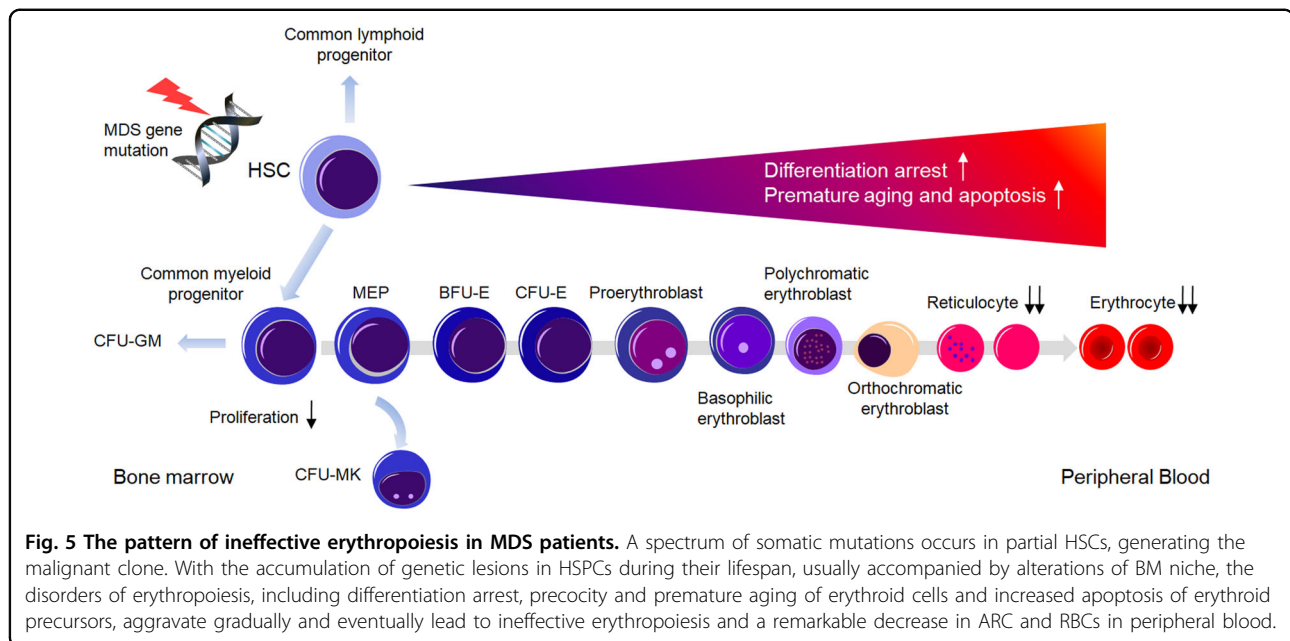 Common lymphoid
progenitor
MDS gene
mutation
HSC
Differentiation arrest ↑
Premature aging and apoptosis ↑
Common myeloid
progenitor
MEP
BFU-E
CFU-E
Proerythroblast
Polychromatic
erythroblast
Reticulocyte ↓↓
Erythrocyte ↓↓
CFU-GM
Basophilic
erythroblast
Orthochromatic
erythroblast
Proliferation ↓
Bone marrow
CFU-MK
Peripheral Blood
Fig. 5 The pattern of ineffective erythropoiesis in MDS patients. A spectrum of somatic mutations occurs in partial HSCs, generating the
malignant clone. With the accumulation of genetic lesions in HSPCs during their lifespan, usually accompanied by alterations of BM niche, the
disorders of erythropoiesis, including differentiation arrest, precocity and premature aging of erythroid cells and increased apoptosis of erythroid
precursors, aggravate gradually and eventually lead to ineffective erythropoiesis and a remarkable decrease in ARC and RBCs in peripheral blood.